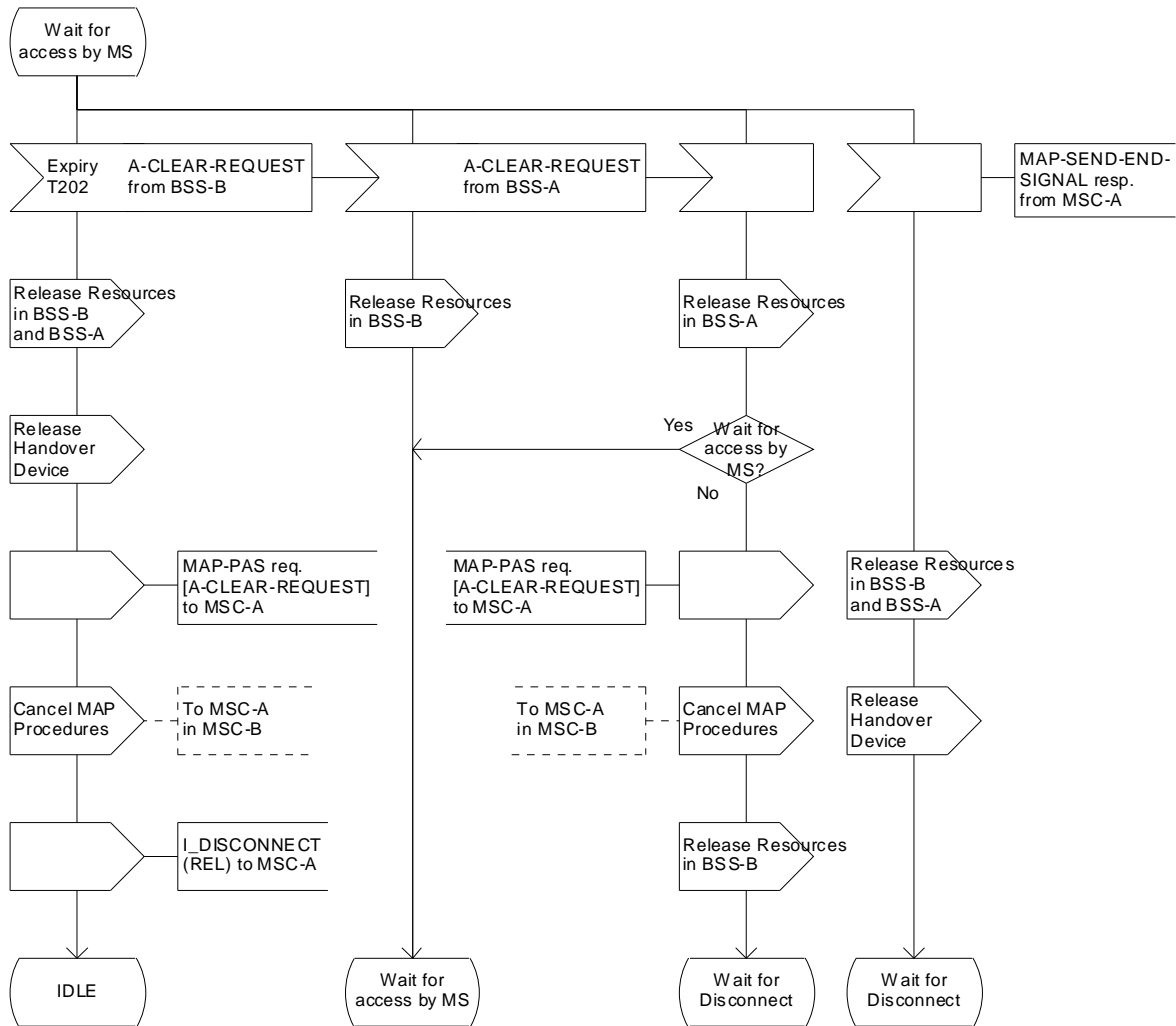 Wait for
access by MS
Expiry
T202
A-CLEAR-REQUEST
from BSS-B
A-CLEAR-REQUEST
from BSS-A
MAP-SEND-END-
SIGNAL resp.
from MSC-A
Release Resources
in BSS-B
and BSS-A
Release Resources
in BSS-B
Release Resources
in BSS-A
Release
Handover
Device
Yes
Wait for
access by
MS?
No
MAP-PAS req.
[A-CLEAR-REQUEST]
to MSC-A
MAP-PAS req.
[A-CLEAR-REQUEST]
to MSC-A
Release Resources
in BSS-B
and BSS-A
Cancel MAP
Procedures
To MSC-A
in MSC-B
To MSC-A
in MSC-B
Cancel MAP
Procedures
Release
Handover
Device
I_DISCONNECT
(REL) to MSC-A
Release Resources
in BSS-B
IDLE
Wait for
access by MS
Wait for
Disconnect
Wait for
Disconnect